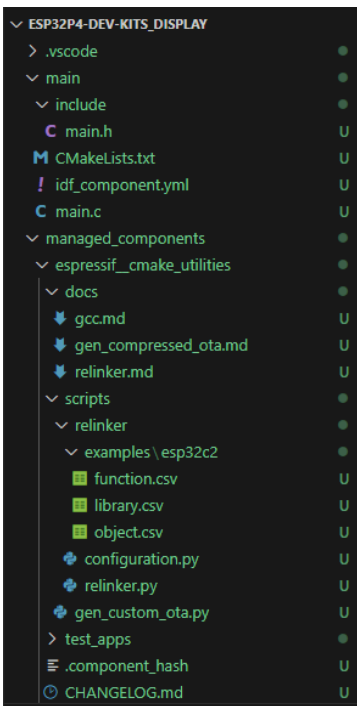 ESP32P4-DEV-KITS_DISPLAY
.vscode
main
include
C main.h U
M CMakeLists.txt U
! idf_component.yml U
C main.c U
managed_components
espressif__cmake_utilities
docs
gcc.md U
gen_compressed_ota.md U
relinker.md U
scripts
relinker
examples\esp32c2
function.csv U
library.csv U
object.csv U
configuration.py U
relinker.py U
gen_custom_ota.py U
test_apps
.component_hash U
CHANGELOG.md U